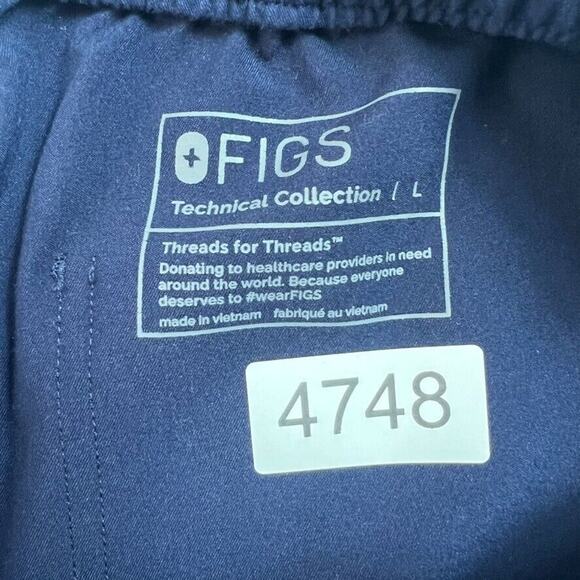 FIGS
Technical Collection / L
Threads for Threads™
Donating to healthcare providers in need
around the world. Because everyone
deserves to #wearFIGS
made in vietnam fabriqué au vietnam
4748